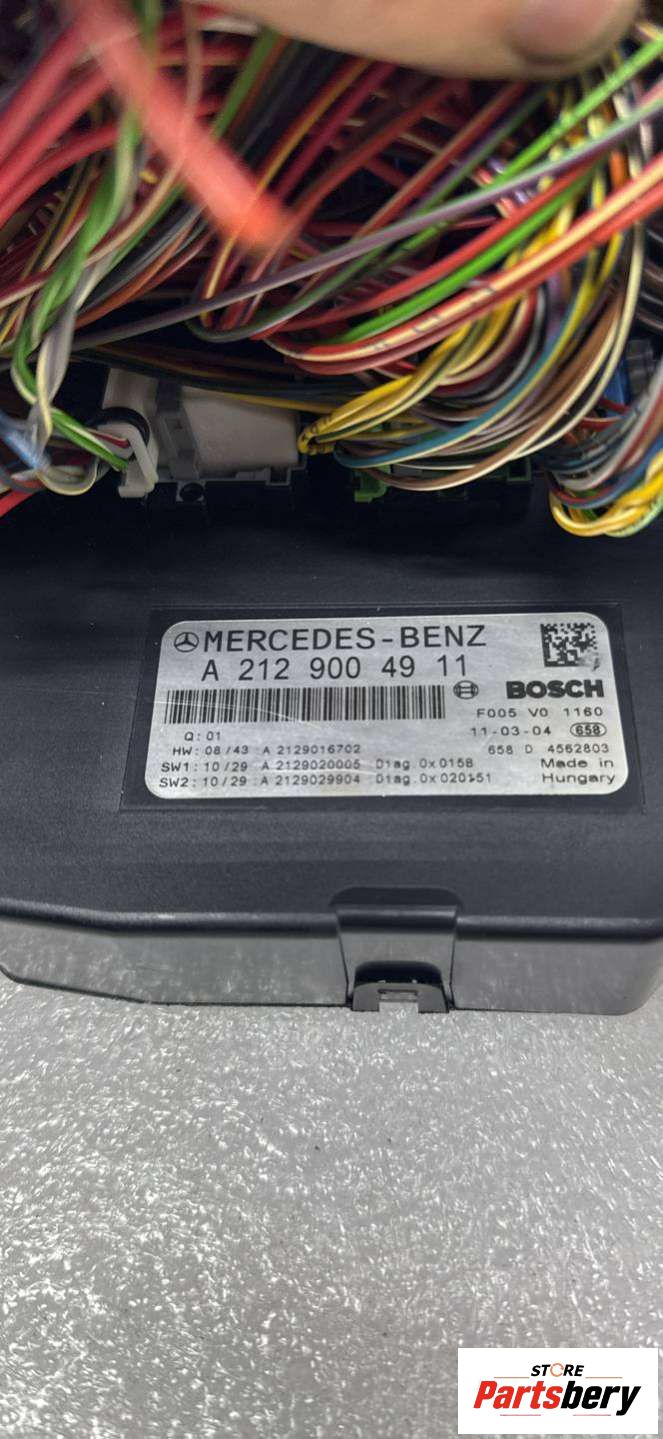 MERCEDES-BENZ
A 212 900 49 11
BOSCH
F005 V0 1160
Q: 01
11-03-04 658
HW: 08/43 A 2129016702
658 D 4562803
SW1: 10/29 A 2129020005 Diag. 0x0158
Made in
SW2: 10/29 :A 2129029904 Diag. 0x020151
Hungary
STORE
Partsbery